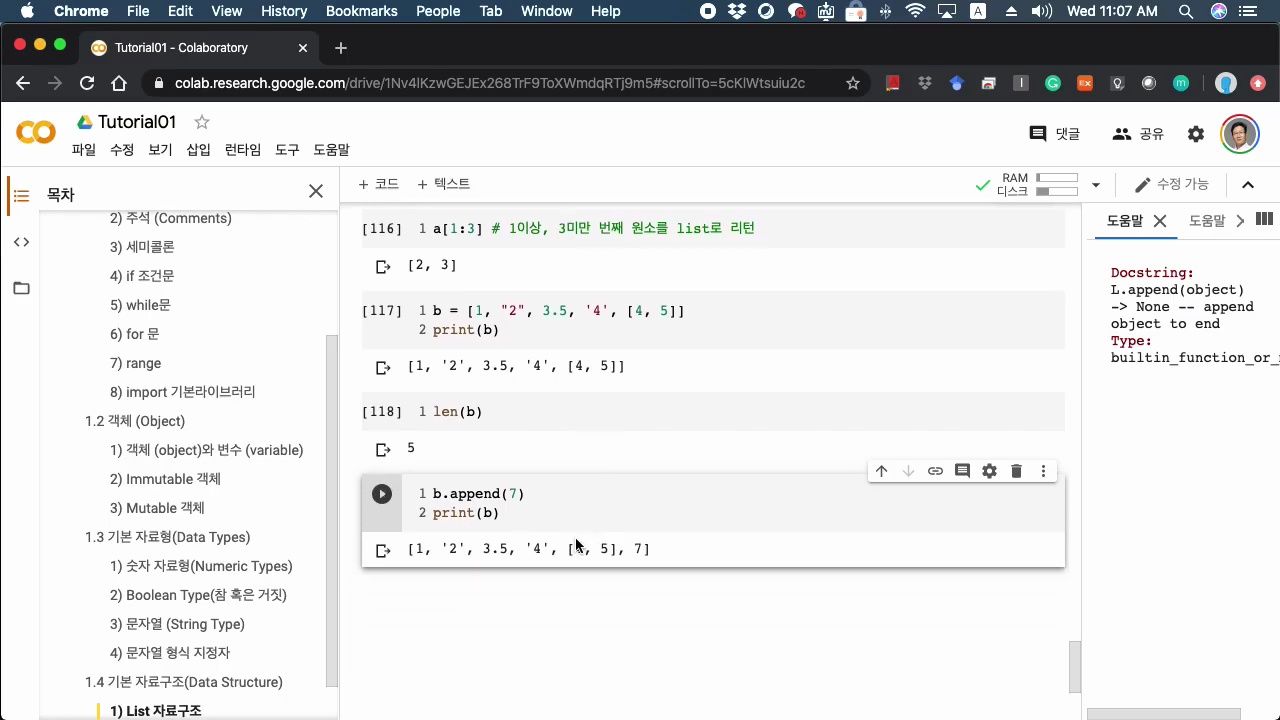 Chrome File Edit View History Bookmarks People Tab Window Help A Wed 11:07 AM
Tutorial01 - Colaboratory
colab.research.google.com/drive/1Nv4lKzwGEJEx268TrF9ToXWmdqRTj9m5#scrollTo=5cKlWtsuiu2c
Tutorial01
댓글 공유
파일 수정 보기 삽입 런타임 도구 도움말
목차
+ 코드 + 텍스트
RAM
디스크
수정 가능
2) 주석 (Comments)
3) 세미콜론
4) if 조건문
5) while문
6) for 문
7) range
8) import 기본라이브러리
1.2 객체 (Object)
1) 객체 (object)와 변수 (variable)
2) Immutable 객체
3) Mutable 객체
1.3 기본 자료형(Data Types)
1) 숫자 자료형(Numeric Types)
2) Boolean Type(참 혹은 거짓)
3) 문자열 (String Type)
4) 문자열 형식 지정자
1.4 기본 자료구조(Data Structure)
1) List 자료구조
[116] 1 a[1:3] # 1이상, 3미만 번째 원소를 list로 리턴
[2, 3]
[117] 1 b = [1, "2", 3.5, '4', [4, 5]]
2 print(b)
[1, '2', 3.5, '4', [4, 5]]
[118] 1 len(b)
5
1 b.append(7)
2 print(b)
[1, '2', 3.5, '4', [4, 5], 7]
도움말 도움말
Docstring:
L.append(object)
-> None -- append
object to end
Type:
builtin_function_or_